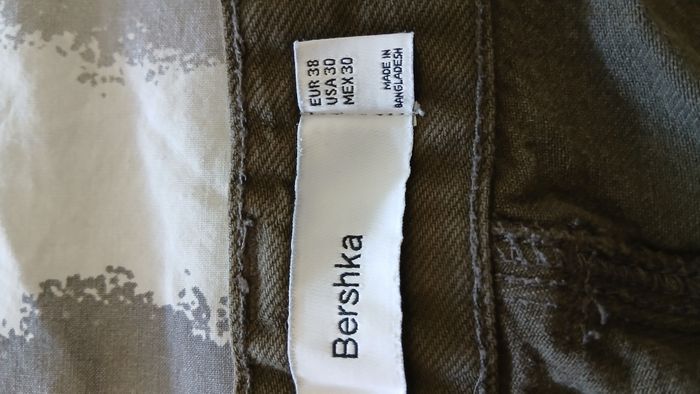 EUR 38
USA 30
MEX 30
MADE IN
BANGLADESH
Bershka